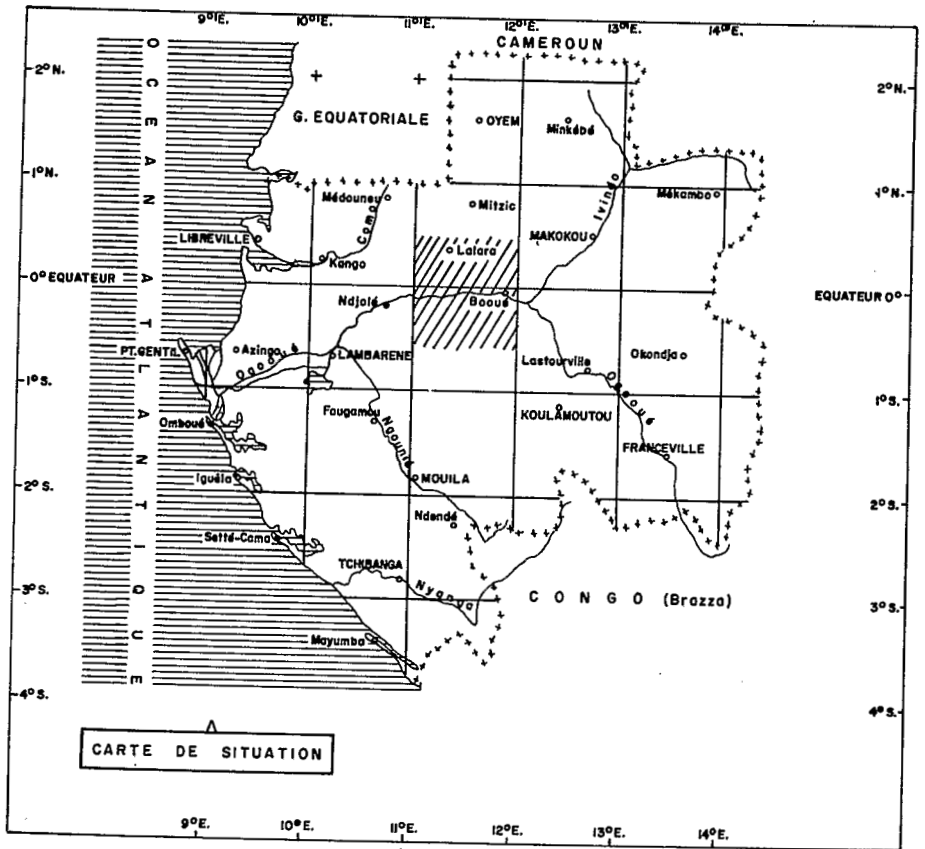 9°E. 10°E. 11°E. 12°E. 13°E. 14°E.
CAMEROUN
OCEAN ATLANTIQUE
2°N. 2°N.
G. EQUATORIALE
OYEM
Minkébé
1°N. 1°N.
Médouneu
Mitzic
Ivindo
Mékambo
Como
LIBREVILLE
MAKOKOU
Lalara
Kango
0° EQUATEUR EQUATEUR 0°
Ndjolé
Booué
PT. GENTIL
Azingo
LAMBARENE
Lastourville
Okondja
Ogooué
1°S. 1°S.
Omboué
Fougamou
Ngounié
KOULAMOUTOU
FRANCEVILLE
Iguéla
MOUILA
2°S. 2°S.
Ndendé
Setté-Cama
TCHIBANGA
Nyanga
CONGO (Brazza)
3°S. 3°S.
Mayumba
4°S. 4°S.
CARTE DE SITUATION
9°E. 10°E. 11°E. 12°E. 13°E. 14°E.